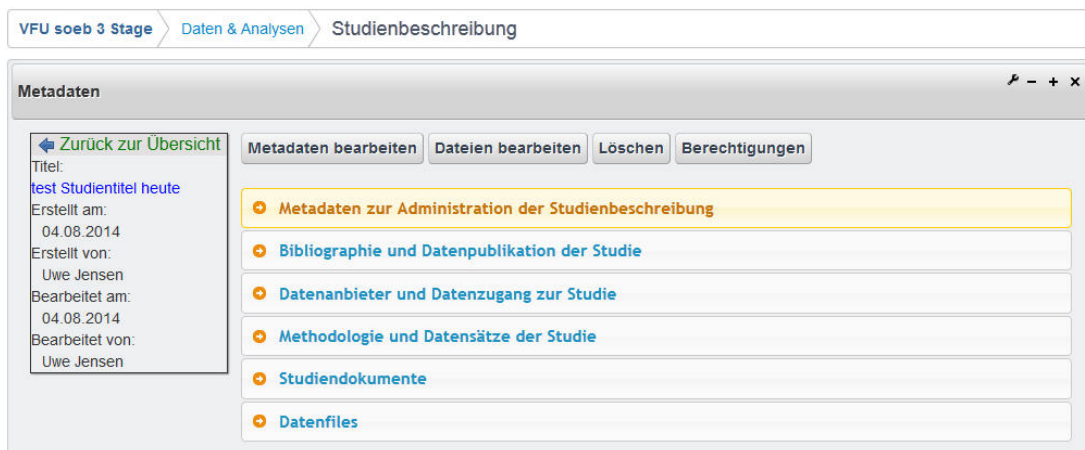 VFU soeb 3 Stage Daten & Analysen Studienbeschreibung
Metadaten
Zurück zur Übersicht
Titel:
test Studientitel heute
Erstellt am:
04.08.2014
Erstellt von:
Uwe Jensen
Bearbeitet am:
04.08.2014
Bearbeitet von:
Uwe Jensen
Metadaten bearbeiten Dateien bearbeiten Löschen Berechtigungen
Metadaten zur Administration der Studienbeschreibung
Bibliographie und Datenpublikation der Studie
Datenanbieter und Datenzugang zur Studie
Methodologie und Datensätze der Studie
Studiendokumente
Datenfiles